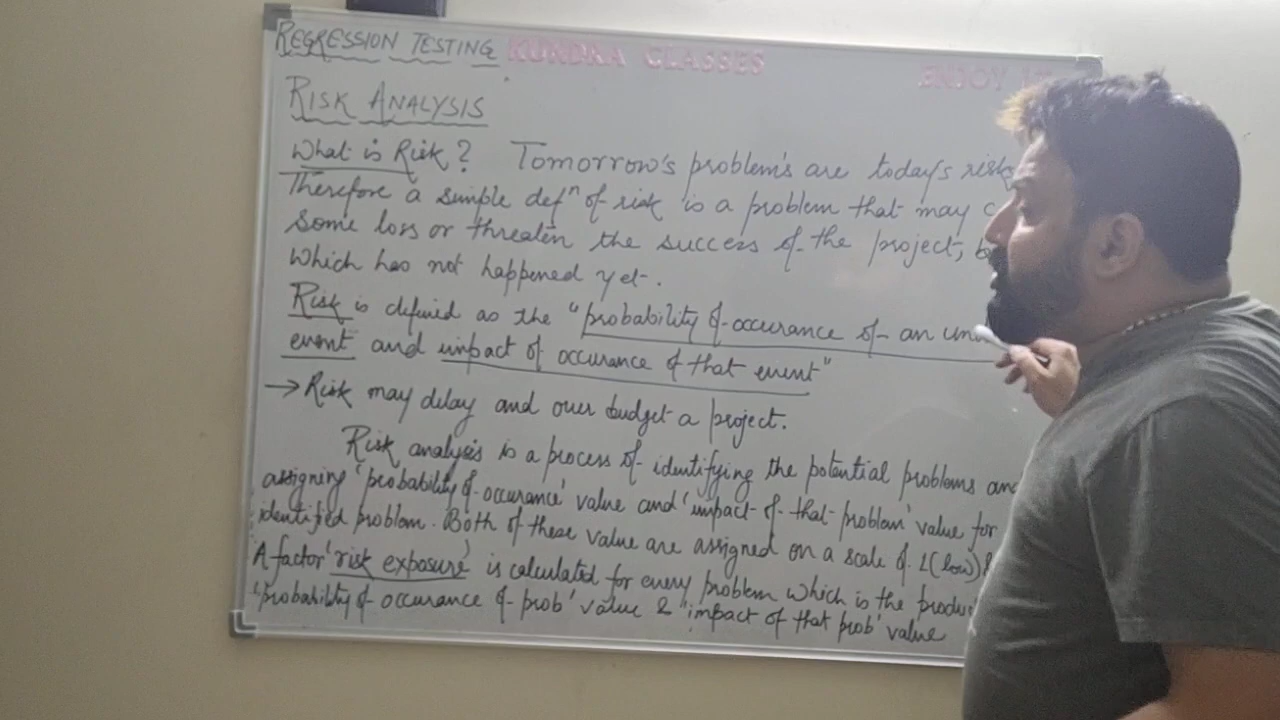 REGRESSION TESTING KUNDRA CLASSES ENJOY
RISK ANALYSIS
What is Risk? Tomorrow's problem's are today's risk
Therefore a simple defⁿ of risk is a problem that may
some loss or threaten the success of the project,
which has not happened yet.
Risk is defined as the "probability of occurance of an
event and impact of occurance of that event"
→ Risk may delay and over budget a project.
Risk analysis is a process of identifying the potential problems and
assigning 'probability of occurance' value and 'impact of that problem' value for
identified problem. Both of these value are assigned on a scale of 1(low)
A factor 'risk exposure' is calculated for every problem which is the
'probability of occurance of prob' value & 'impact of that prob' value